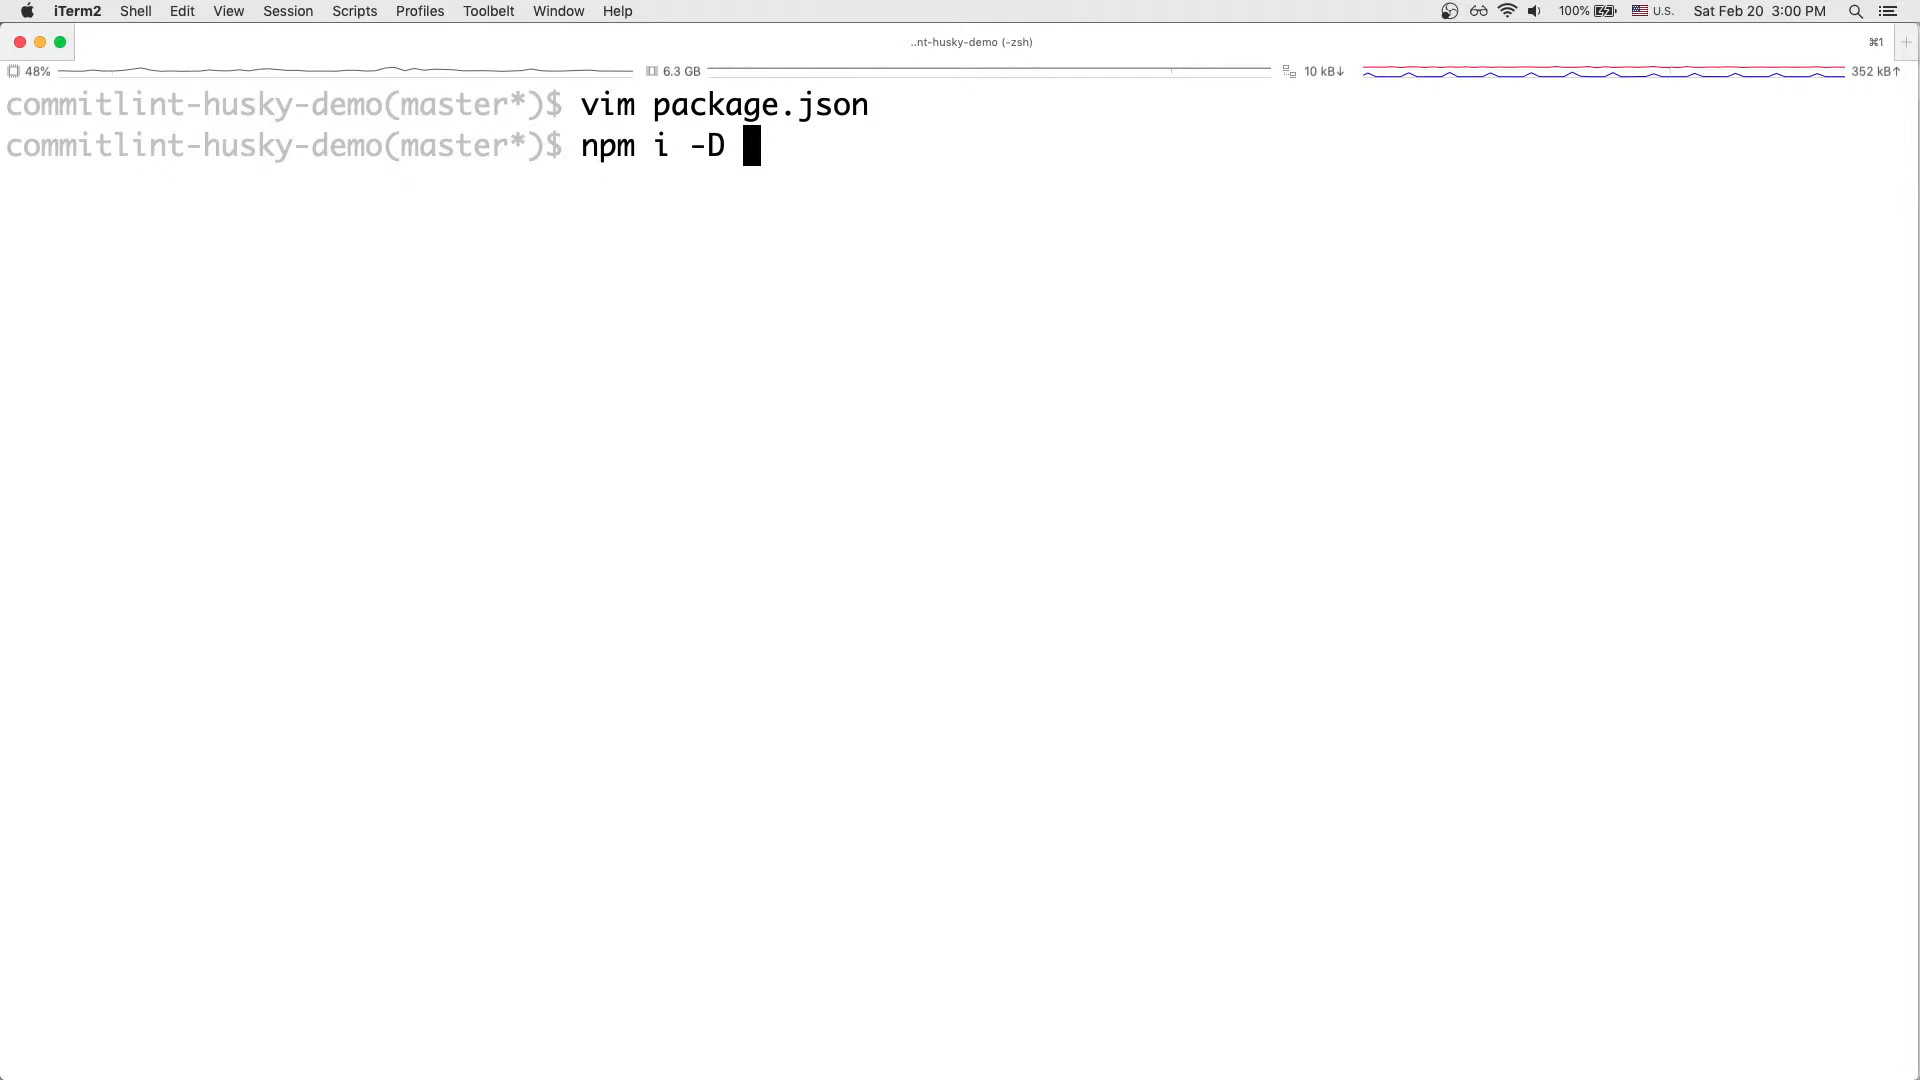 iTerm2 Shell Edit View Session Scripts Profiles Toolbelt Window Help 100% U.S. Sat Feb 20 3:00 PM
..nt-husky-demo (-zsh) ⌘1
48% 6.3 GB 10 kB↓ 352 kB↑
commitlint-husky-demo(master*)$ vim package.json
commitlint-husky-demo(master*)$ npm i -D